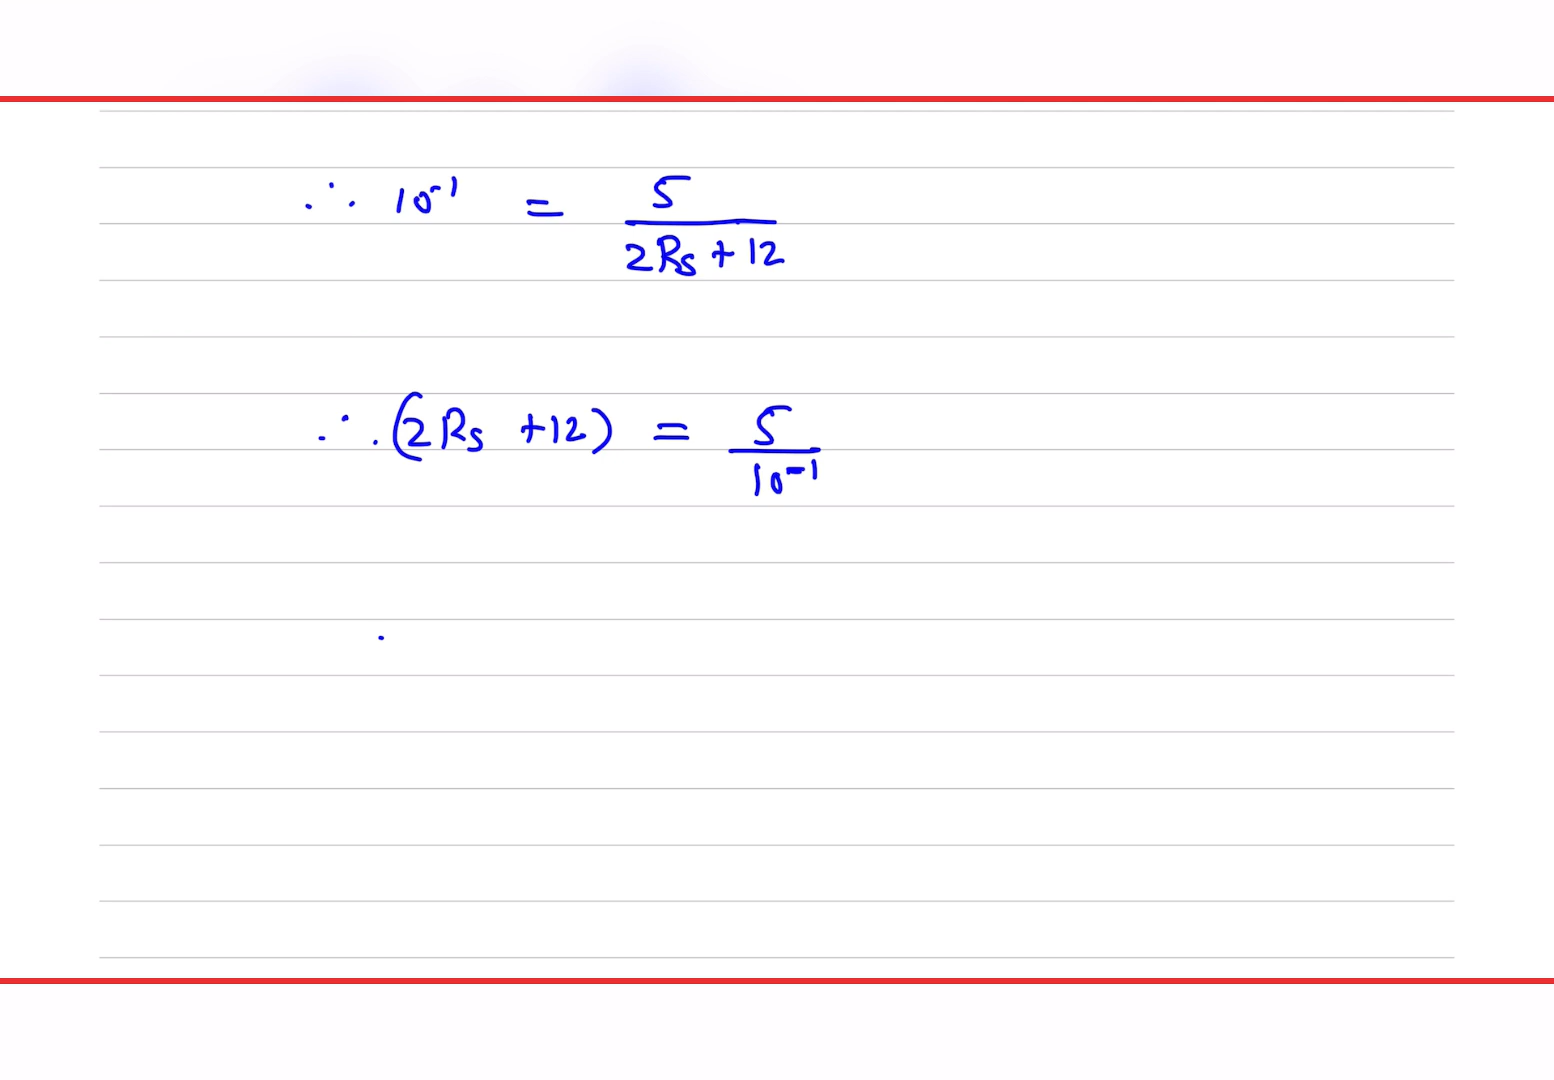 ∴ 10⁻¹ = 5 / (2Rs + 12)
∴ (2Rs + 12) = 5 / 10⁻¹